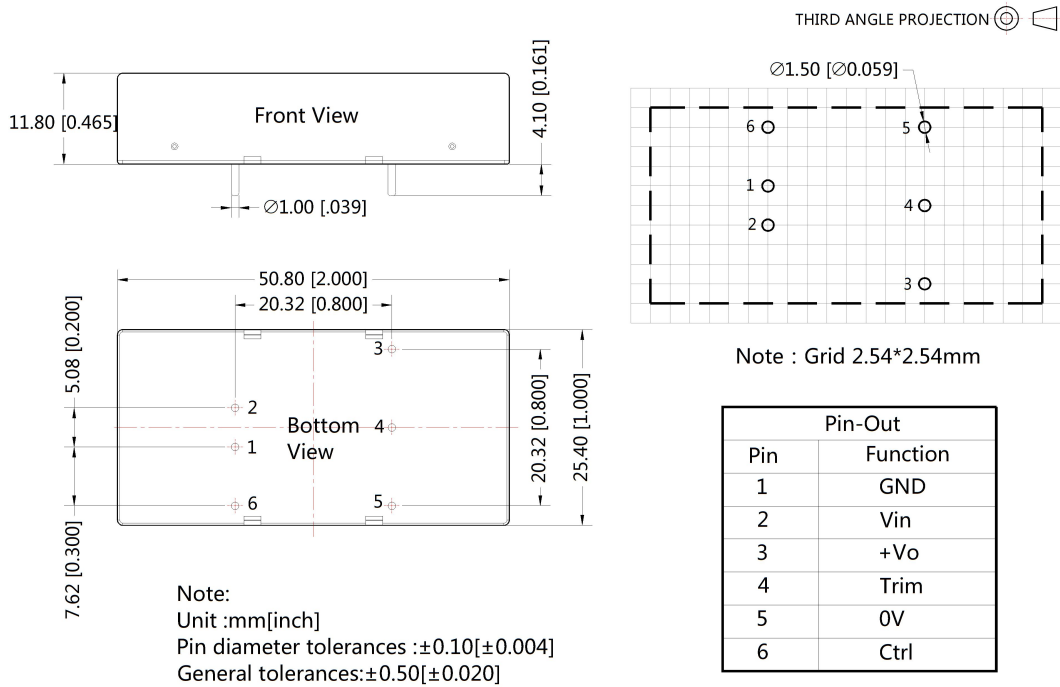 THIRD ANGLE PROJECTION
11.80 [0.465]
Front View
4.10 [0.161]
∅1.00 [.039]
∅1.50 [∅0.059]
6
5
1
4
2
3
Note : Grid 2.54*2.54mm
50.80 [2.000]
20.32 [0.800]
5.08 [0.200]
7.62 [0.300]
3
2
Bottom
4
1
View
6
5
20.32 [0.800]
25.40 [1.000]
Note:
Unit :mm[inch]
Pin diameter tolerances :±0.10[±0.004]
General tolerances:±0.50[±0.020]
Pin-Out
Pin Function
1 GND
2 Vin
3 +Vo
4 Trim
5 0V
6 Ctrl